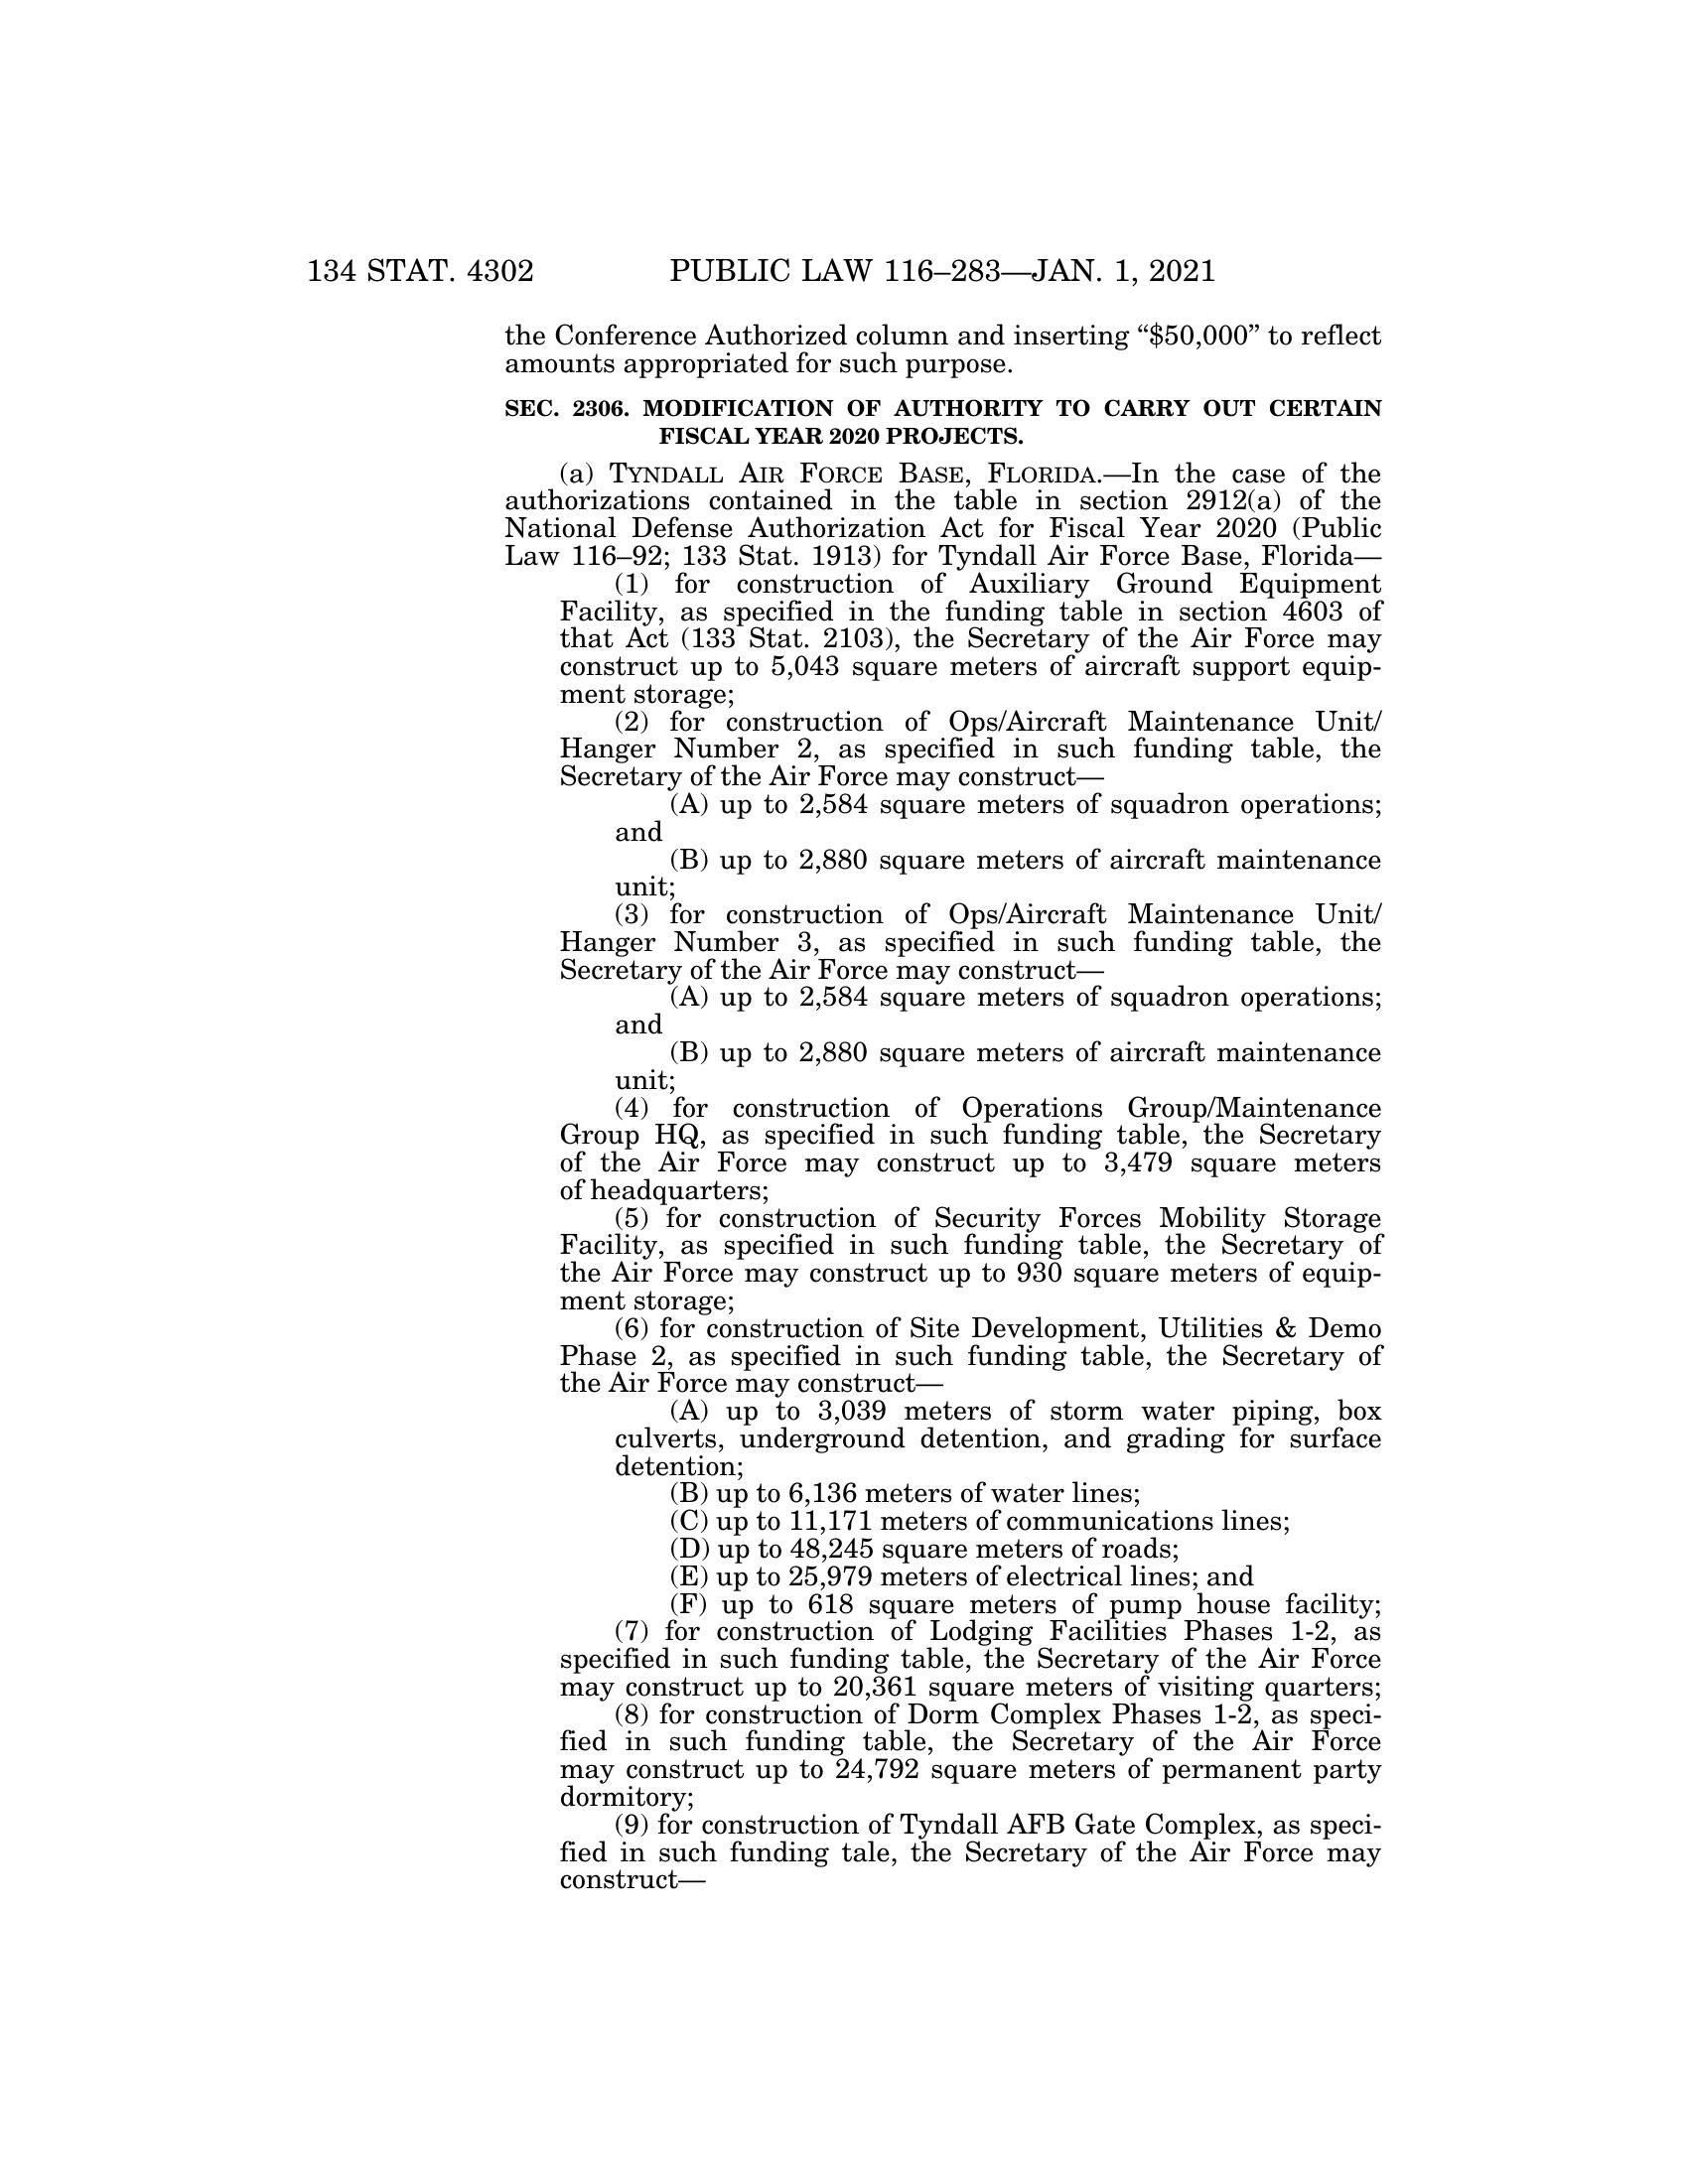 134 STAT. 4302 PUBLIC LAW 116–283—JAN. 1, 2021
the Conference Authorized column and inserting “$50,000” to reflect
amounts appropriated for such purpose.
SEC. 2306. MODIFICATION OF AUTHORITY TO CARRY OUT CERTAIN
FISCAL YEAR 2020 PROJECTS.
(a) TYNDALL AIR FORCE BASE, FLORIDA.—In the case of the
authorizations contained in the table in section 2912(a) of the
National Defense Authorization Act for Fiscal Year 2020 (Public
Law 116–92; 133 Stat. 1913) for Tyndall Air Force Base, Florida—
(1) for construction of Auxiliary Ground Equipment
Facility, as specified in the funding table in section 4603 of
that Act (133 Stat. 2103), the Secretary of the Air Force may
construct up to 5,043 square meters of aircraft support equip-
ment storage;
(2) for construction of Ops/Aircraft Maintenance Unit/
Hanger Number 2, as specified in such funding table, the
Secretary of the Air Force may construct—
(A) up to 2,584 square meters of squadron operations;
and
(B) up to 2,880 square meters of aircraft maintenance
unit;
(3) for construction of Ops/Aircraft Maintenance Unit/
Hanger Number 3, as specified in such funding table, the
Secretary of the Air Force may construct—
(A) up to 2,584 square meters of squadron operations;
and
(B) up to 2,880 square meters of aircraft maintenance
unit;
(4) for construction of Operations Group/Maintenance
Group HQ, as specified in such funding table, the Secretary
of the Air Force may construct up to 3,479 square meters
of headquarters;
(5) for construction of Security Forces Mobility Storage
Facility, as specified in such funding table, the Secretary of
the Air Force may construct up to 930 square meters of equip-
ment storage;
(6) for construction of Site Development, Utilities & Demo
Phase 2, as specified in such funding table, the Secretary of
the Air Force may construct—
(A) up to 3,039 meters of storm water piping, box
culverts, underground detention, and grading for surface
detention;
(B) up to 6,136 meters of water lines;
(C) up to 11,171 meters of communications lines;
(D) up to 48,245 square meters of roads;
(E) up to 25,979 meters of electrical lines; and
(F) up to 618 square meters of pump house facility;
(7) for construction of Lodging Facilities Phases 1-2, as
specified in such funding table, the Secretary of the Air Force
may construct up to 20,361 square meters of visiting quarters;
(8) for construction of Dorm Complex Phases 1-2, as speci-
fied in such funding table, the Secretary of the Air Force
may construct up to 24,792 square meters of permanent party
dormitory;
(9) for construction of Tyndall AFB Gate Complex, as speci-
fied in such funding tale, the Secretary of the Air Force may
construct—